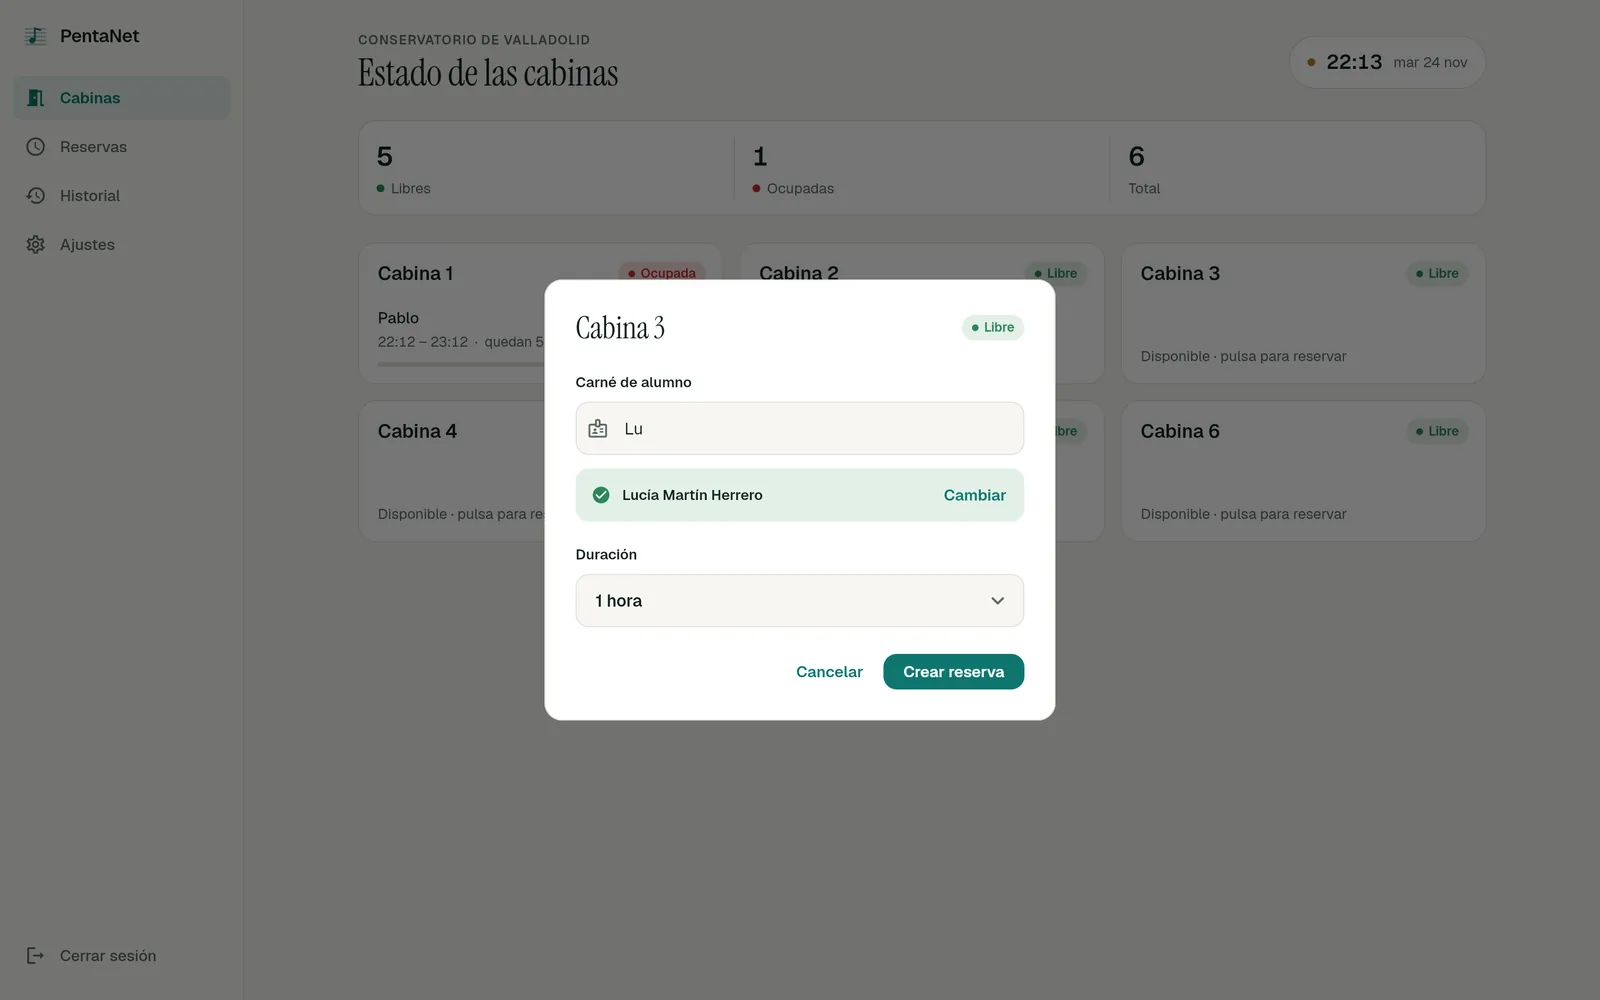 PentaNet
Cabinas
Reservas
Historial
Ajustes
Cerrar sesión
CONSERVATORIO DE VALLADOLID
Estado de las cabinas
22:13 mar 24 nov
5
Libres
1
Ocupadas
6
Total
Cabina 1 Ocupada
Pablo
22:12 – 23:12 · quedan 5
Cabina 2 Libre
Cabina 3 Libre
Disponible · pulsa para reservar
Cabina 4
Disponible · pulsa para re
Cabina 6 Libre
Disponible · pulsa para reservar
Cabina 3 Libre
Carné de alumno
Lu
Lucía Martín Herrero Cambiar
Duración
1 hora
Cancelar Crear reserva